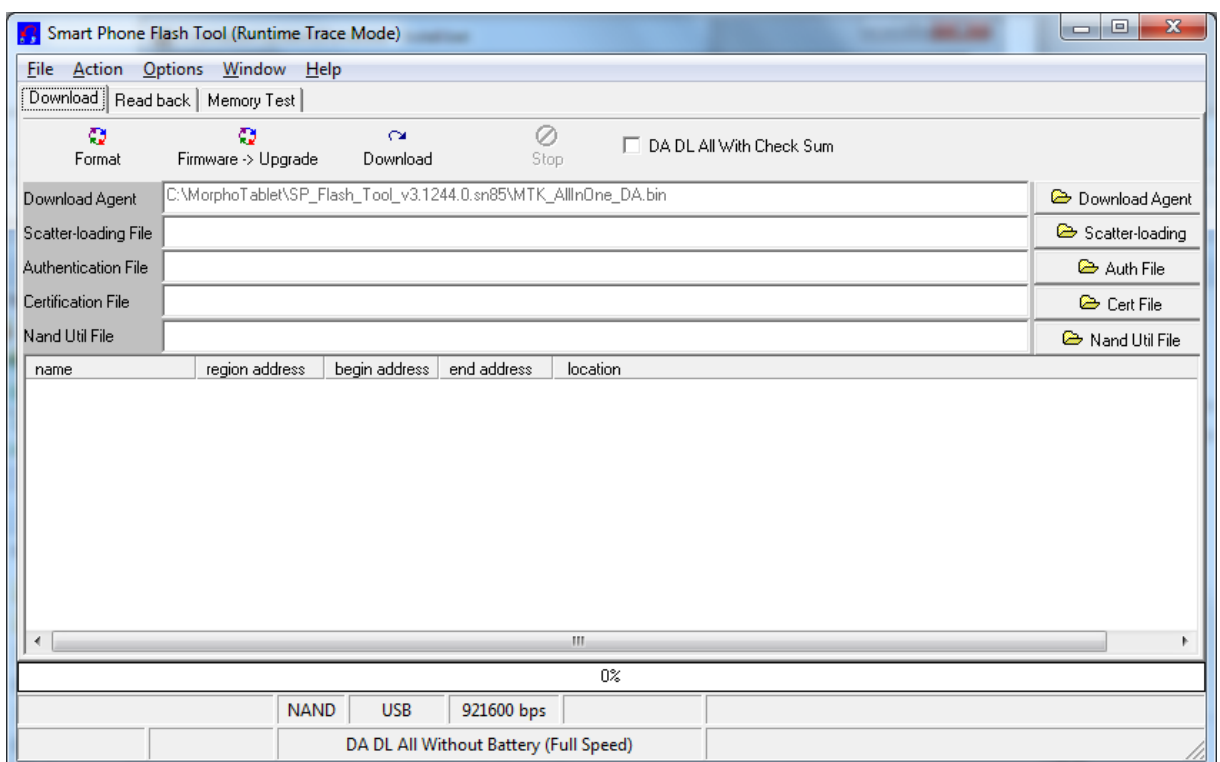 Smart Phone Flash Tool (Runtime Trace Mode)
File Action Options Window Help
Download Read back Memory Test
Format Firmware -> Upgrade Download Stop DA DL All With Check Sum
Download Agent C:\MorphoTablet\SP_Flash_Tool_v3.1244.0.sn85\MTK_AllInOne_DA.bin Download Agent
Scatter-loading File Scatter-loading
Authentication File Auth File
Certification File Cert File
Nand Util File Nand Util File
name region address begin address end address location
0%
NAND USB 921600 bps
DA DL All Without Battery (Full Speed)